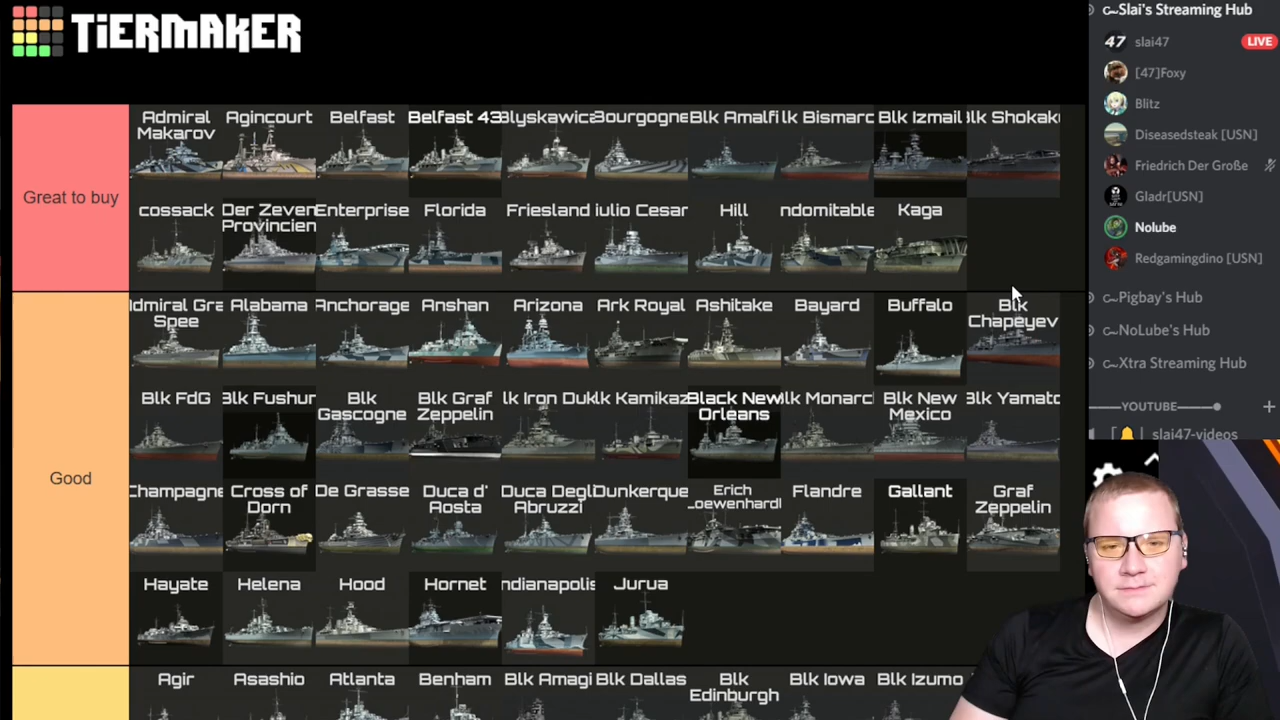 TiERMAKER
Great to buy
Admiral Makarov
Agincourt
Belfast
Belfast 43
Blyskawica
Bourgogne
Blk Amalfi
lk Bismarc
Blk Izmail
lk Shokak
cossack
Der Zeven Provincien
Enterprise
Florida
Friesland
iulio Cesar
Hill
ndomitable
Kaga
Good
dmiral Gra Spee
Alabama
Anchorage
Anshan
Arizona
Ark Royal
Ashitake
Bayard
Buffalo
Blk Chapeyev
Blk FdG
Blk Fushun
Blk Gascogne
Blk Graf Zeppelin
lk Iron Duk
lk Kamikaz
Black New Orleans
lk Monarc
Blk New Mexico
Blk Yamato
Champagne
Cross of Dorn
De Grasse
Duca d' Aosta
Duca Degli Abruzzi
Dunkerque
Erich Loewenhardt
Flandre
Gallant
Graf Zeppelin
Hayate
Helena
Hood
Hornet
ndianapolis
Jurua
Agir
Asashio
Atlanta
Benham
Blk Amagi
Blk Dallas
Blk Edinburgh
Blk Iowa
Blk Izumo
Slai's Streaming Hub
47 slai47 LIVE
[47]Foxy
Blitz
Diseasedsteak [USN]
Friedrich Der Große
Gladr[USN]
Nolube
Redgamingdino [USN]
Pigbay's Hub
NoLube's Hub
Xtra Streaming Hub
YOUTUBE
slai47-videos